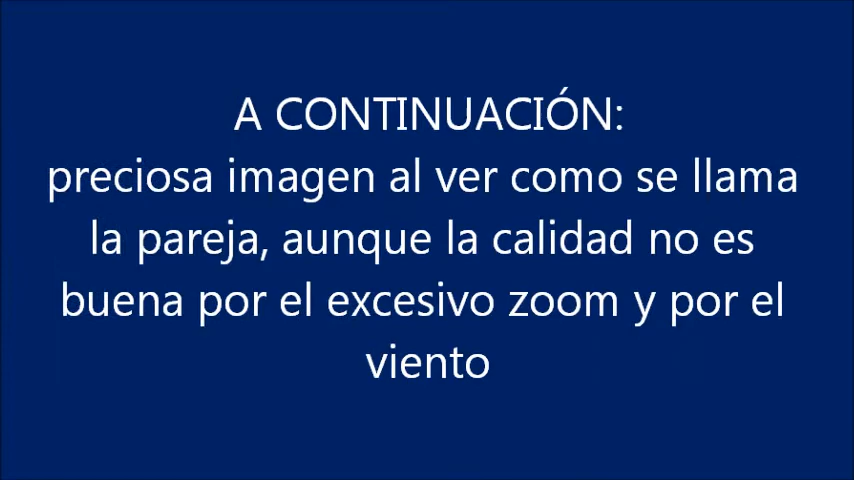 A CONTINUACIÓN:
preciosa imagen al ver como se llama
la pareja, aunque la calidad no es
buena por el excesivo zoom y por el
viento